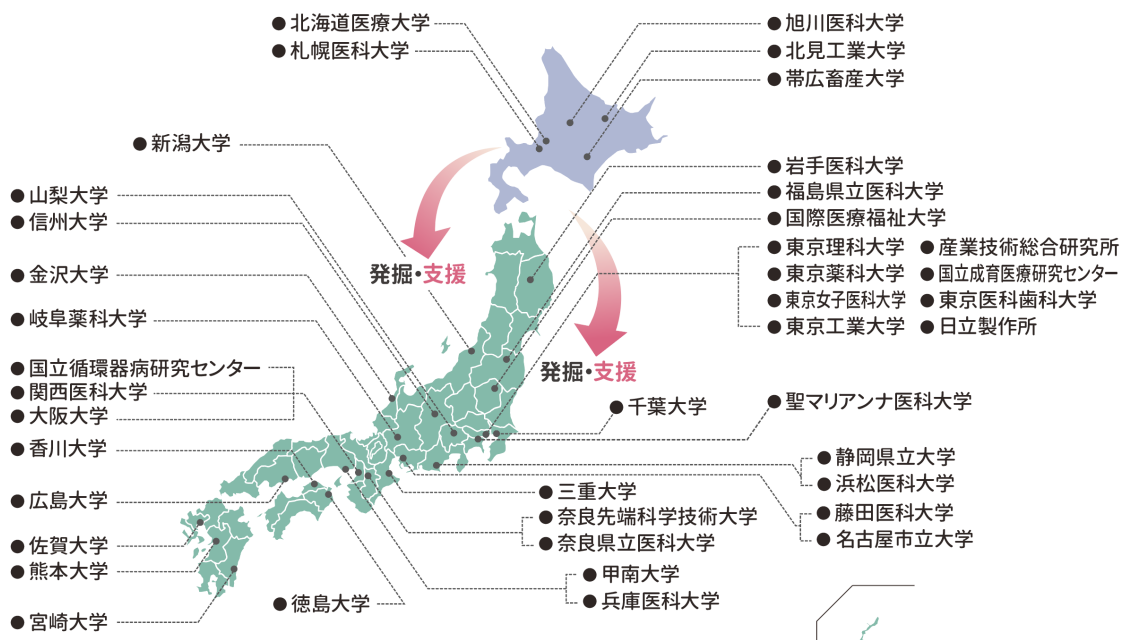 ●北海道医療大学
●札幌医科大学
●旭川医科大学
●北見工業大学
●帯広畜産大学
●新潟大学
●山梨大学
●信州大学
●金沢大学
●岐阜薬科大学
●国立循環器病研究センター
●関西医科大学
●大阪大学
●香川大学
●広島大学
●佐賀大学
●熊本大学
●宮崎大学
発掘・支援
発掘・支援
●岩手医科大学
●福島県立医科大学
●国際医療福祉大学
●東京理科大学 ●産業技術総合研究所
●東京薬科大学 ●国立成育医療研究センター
●東京女子医科大学 ●東京医科歯科大学
●東京工業大学 ●日立製作所
●聖マリアンナ医科大学
●千葉大学
●静岡県立大学
●浜松医科大学
●藤田医科大学
●名古屋市立大学
●三重大学
●奈良先端科学技術大学
●奈良県立医科大学
●甲南大学
●兵庫医科大学
●徳島大学